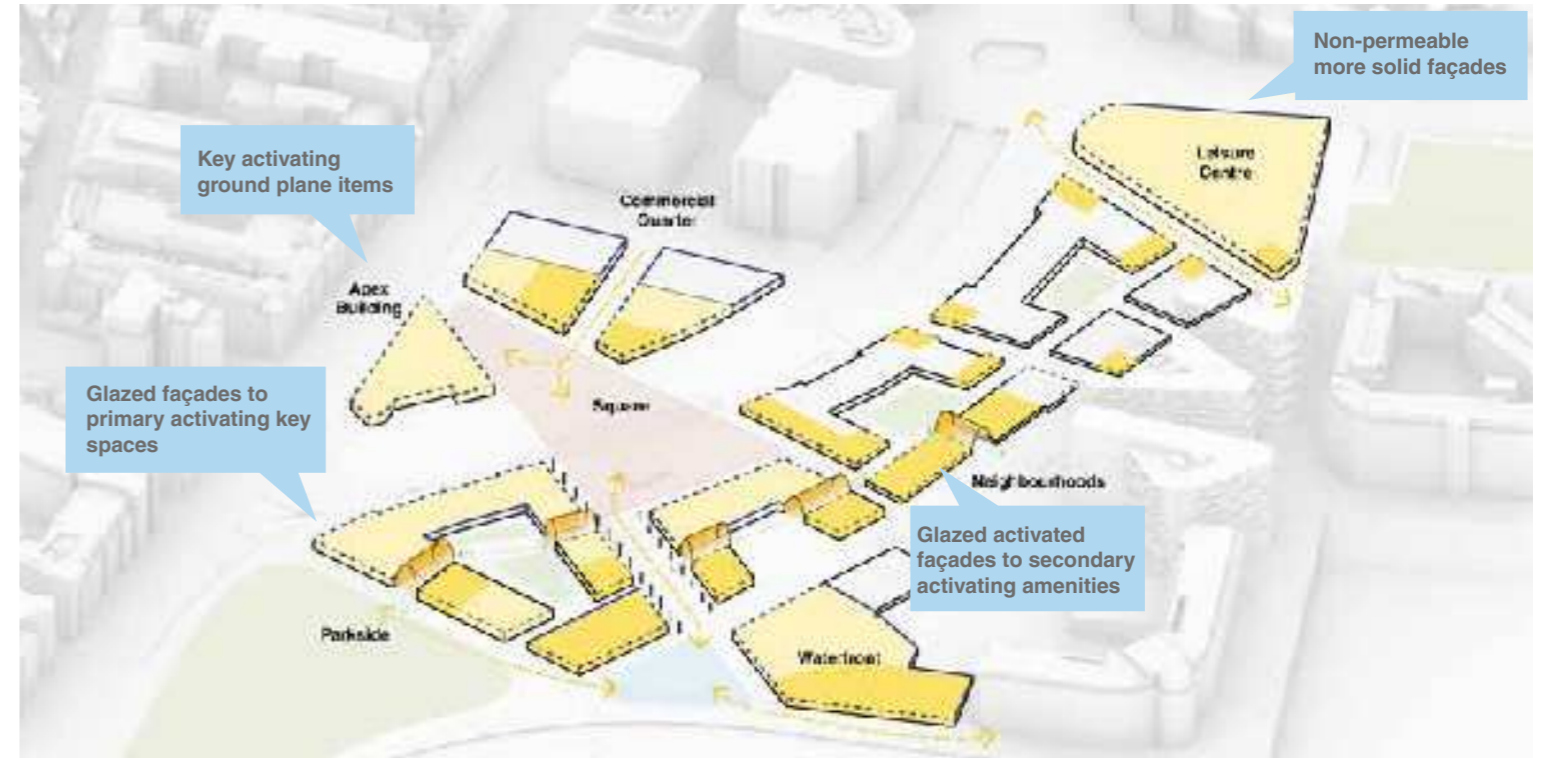 Non-permeable
more solid façades
Key activating
ground plane items
Leisure
Centre
Commercial
Quarter
Apex
Building
Glazed façades to
primary activating key
spaces
Square
Neighbourhoods
Glazed activated
façades to secondary
activating amenities
Parkside
Waterfront